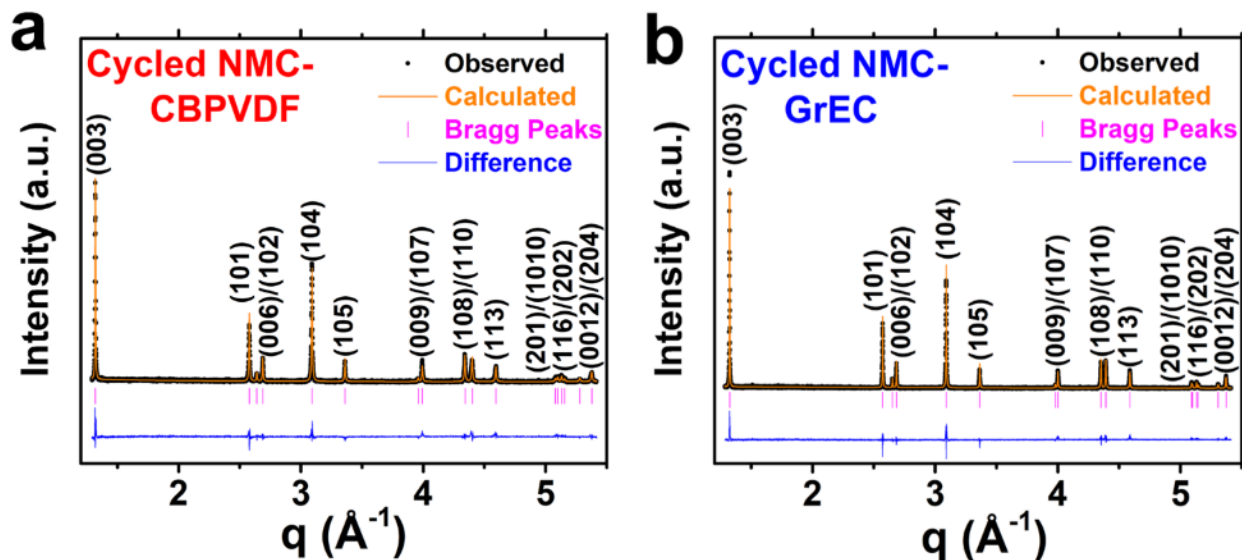 a
Cycled NMC-
CBPVDF
Observed
Calculated
Bragg Peaks
Difference
Intensity (a.u.)
(003)
(101)
(006)/(102)
(104)
(105)
(009)/(107)
(108)/(110)
(113)
(201)/(1010)
(116)/(202)
(0012)/(204)
2 3 4 5
q (Å⁻¹)
b
Cycled NMC-
GrEC
Observed
Calculated
Bragg Peaks
Difference
Intensity (a.u.)
(003)
(101)
(006)/(102)
(104)
(105)
(009)/(107)
(108)/(110)
(113)
(201)/(1010)
(116)/(202)
(0012)/(204)
2 3 4 5
q (Å⁻¹)